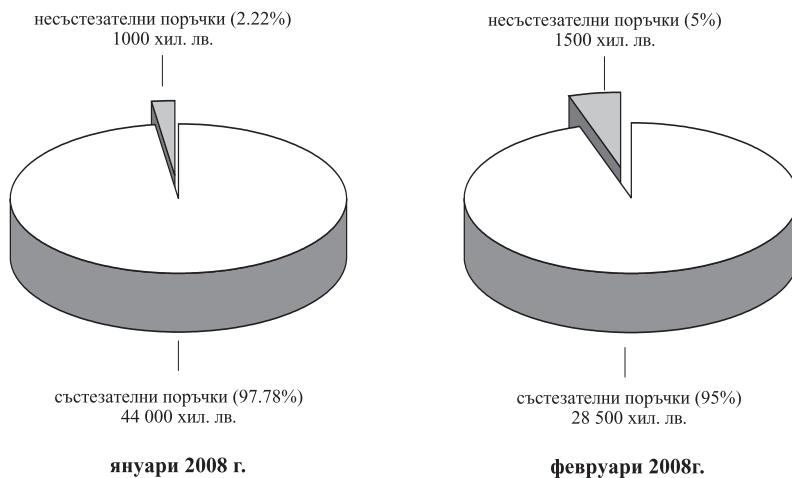 несъстезателни поръчки (2.22%)
1000 хил. лв.
състезателни поръчки (97.78%)
44 000 хил. лв.
януари 2008 г.
несъстезателни поръчки (5%)
1500 хил. лв.
състезателни поръчки (95%)
28 500 хил. лв.
февруари 2008г.